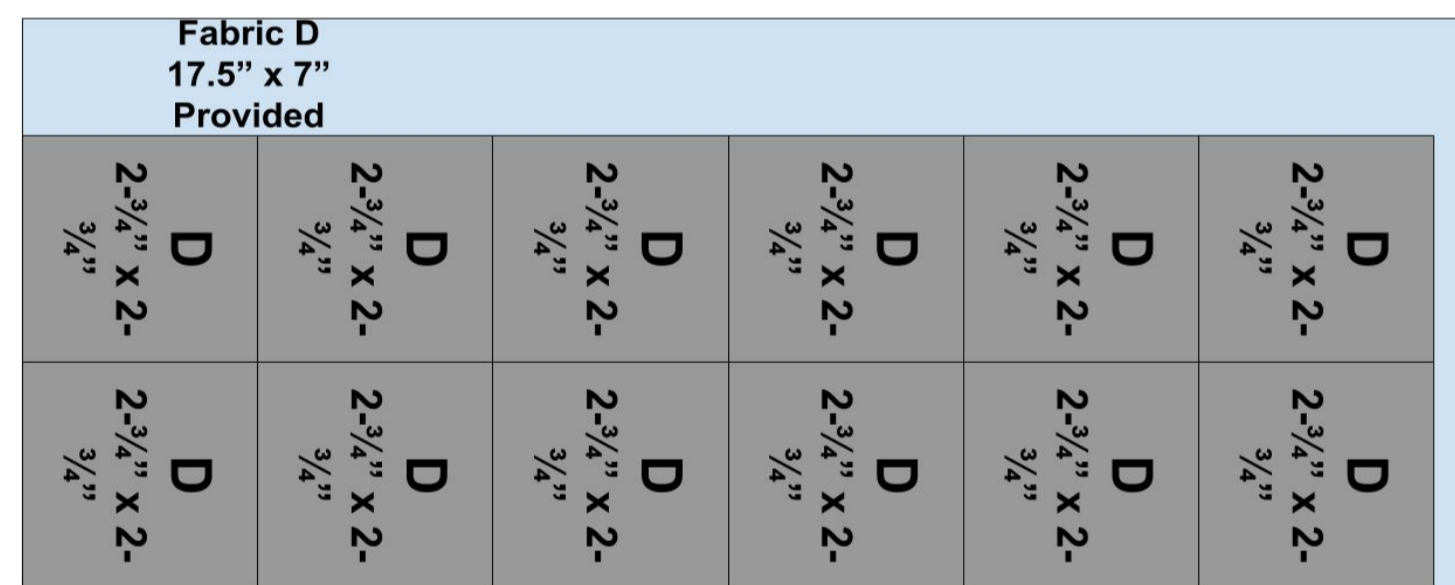 Fabric D
17.5” x 7”
Provided
D
2-¾” x 2-
¾”
D
2-¾” x 2-
¾”
D
2-¾” x 2-
¾”
D
2-¾” x 2-
¾”
D
2-¾” x 2-
¾”
D
2-¾” x 2-
¾”
D
2-¾” x 2-
¾”
D
2-¾” x 2-
¾”
D
2-¾” x 2-
¾”
D
2-¾” x 2-
¾”
D
2-¾” x 2-
¾”
D
2-¾” x 2-
¾”